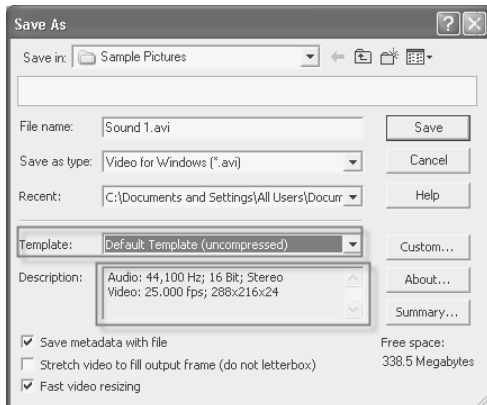 Save As
Save in: Sample Pictures
File name: Sound 1.avi Save
Save as type: Video for Windows (*.avi) Cancel
Recent: C:\Documents and Settings\All Users\Docum Help
Template: Default Template (uncompressed) Custom...
Description: Audio: 44,100 Hz; 16 Bit; Stereo About...
Video: 25.000 fps; 288x216x24
Summary...
Save metadata with file Free space:
Stretch video to fill output frame (do not letterbox) 338.5 Megabytes
Fast video resizing